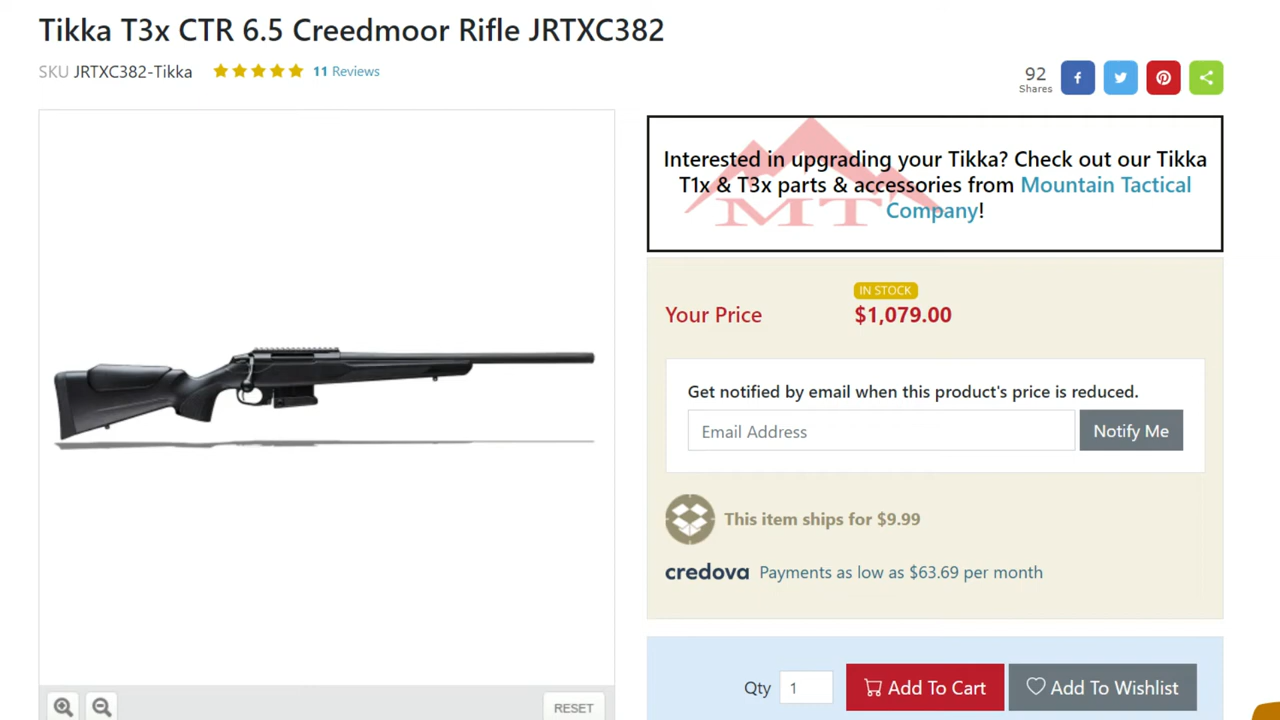 Tikka T3x CTR 6.5 Creedmoor Rifle JRTXC382
SKU JRTXC382-Tikka 11 Reviews
92
Shares
Interested in upgrading your Tikka? Check out our Tikka
T1x & T3x parts & accessories from Mountain Tactical
Company!
MT
IN STOCK
Your Price $1,079.00
Get notified by email when this product's price is reduced.
Email Address Notify Me
This item ships for $9.99
credova Payments as low as $63.69 per month
Qty 1 Add To Cart Add To Wishlist
RESET